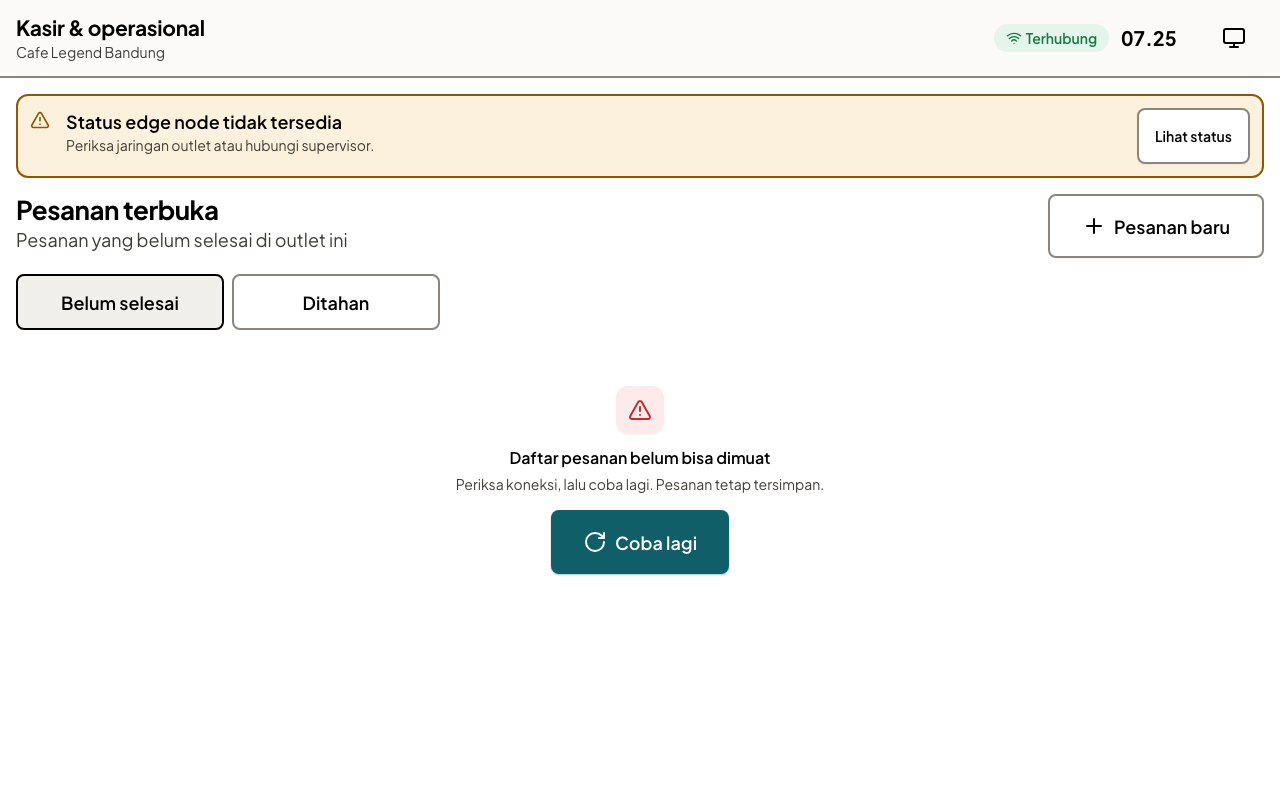 Kasir & operasional
Cafe Legend Bandung
Terhubung
07.25
Status edge node tidak tersedia
Periksa jaringan outlet atau hubungi supervisor.
Lihat status
Pesanan terbuka
Pesanan yang belum selesai di outlet ini
Pesanan baru
Belum selesai
Ditahan
Daftar pesanan belum bisa dimuat
Periksa koneksi, lalu coba lagi. Pesanan tetap tersimpan.
Coba lagi